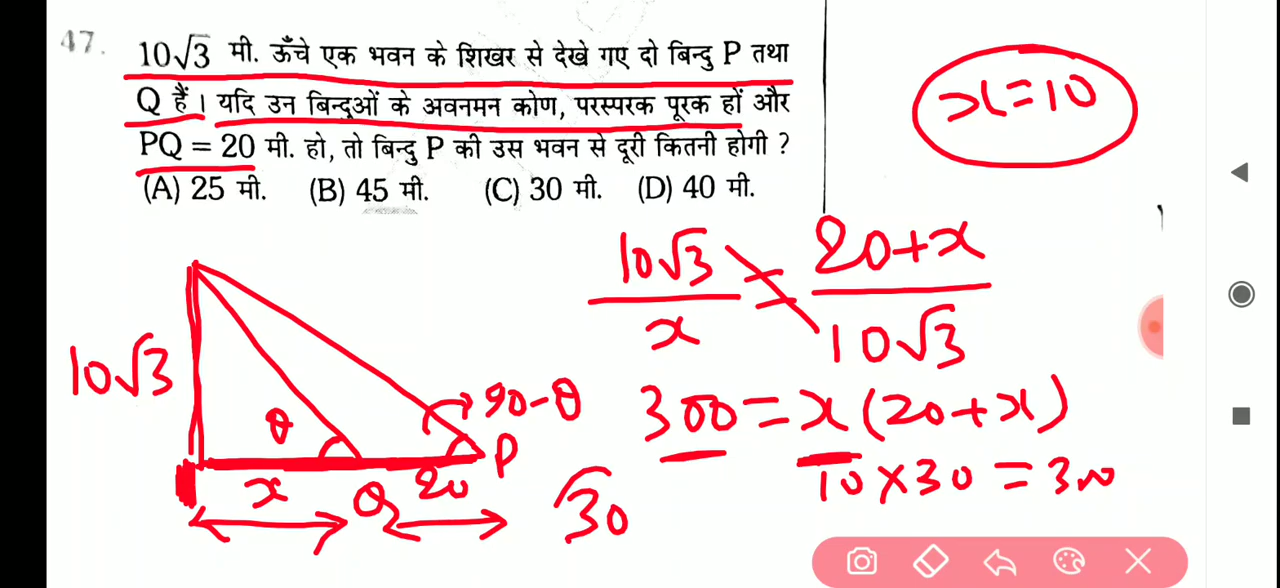 47. 10√3 मी. ऊँचे एक भवन के शिखर से देखे गए दो बिन्दु P तथा
Q हैं। यदि उन बिन्दुओं के अवनमन कोण, परस्परक पूरक हों और
PQ = 20 मी. हो, तो बिन्दु P की उस भवन से दूरी कितनी होगी ?
(A) 25 मी. (B) 45 मी. (C) 30 मी. (D) 40 मी.
x=10
10√3 = 20+x
x 10√3
300 = x(20+x)
10×30=300
10√3
θ
90-θ
P
x Q 20
30